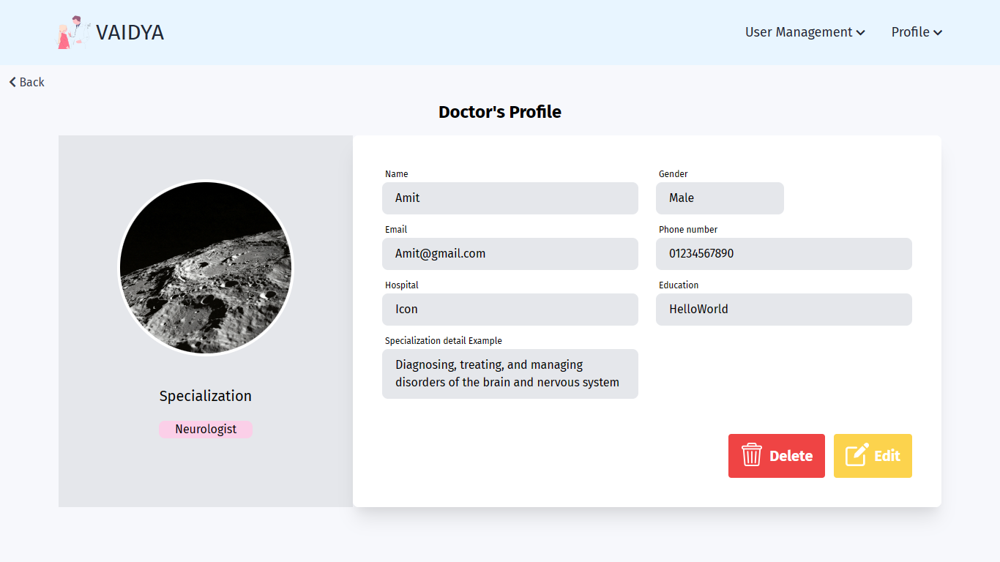 VAIDYA
User Management
Profile
Back
Doctor's Profile
Specialization
Neurologist
Name
Amit
Gender
Male
Email
Amit@gmail.com
Phone number
01234567890
Hospital
Icon
Education
HelloWorld
Specialization detail Example
Diagnosing, treating, and managing
disorders of the brain and nervous system
Delete
Edit